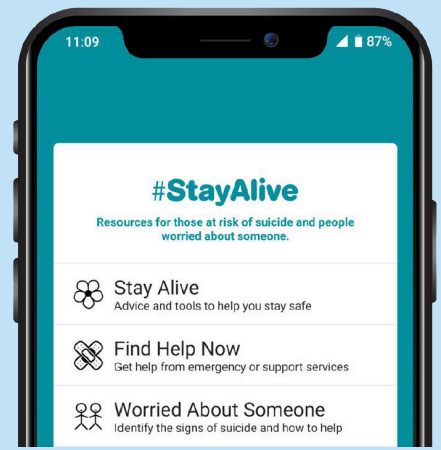 11:09
87%
#StayAlive
Resources for those at risk of suicide and people
worried about someone.
Stay Alive
Advice and tools to help you stay safe
Find Help Now
Get help from emergency or support services
Worried About Someone
Identify the signs of suicide and how to help